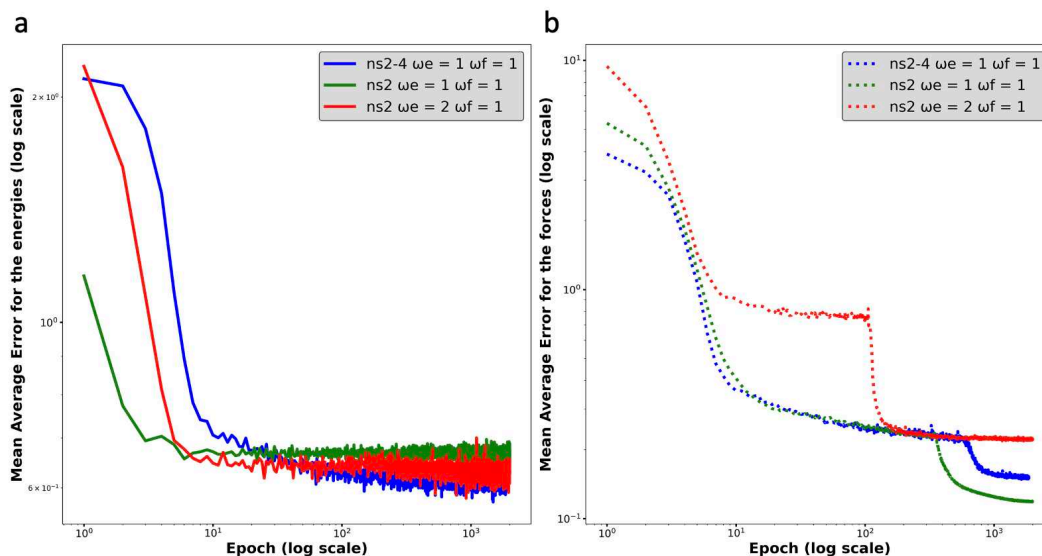 a
b
ns2-4 ωe = 1 ωf = 1
ns2 ωe = 1 ωf = 1
ns2 ωe = 2 ωf = 1
2 × 10⁰
10⁰
6 × 10⁻¹
Mean Average Error for the energies (log scale)
10⁰
10¹
10²
10³
Epoch (log scale)
ns2-4 ωe = 1 ωf = 1
ns2 ωe = 1 ωf = 1
ns2 ωe = 2 ωf = 1
10¹
10⁰
10⁻¹
Mean Average Error for the forces (log scale)
10⁰
10¹
10²
10³
Epoch (log scale)